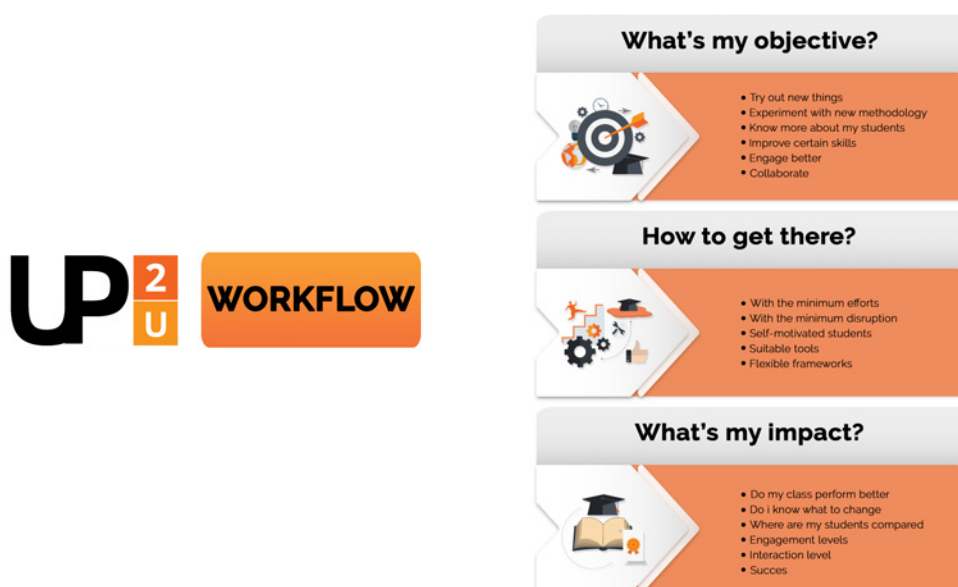 UP2U
WORKFLOW
What's my objective?
• Try out new things
• Experiment with new methodology
• Know more about my students
• Improve certain skills
• Engage better
• Collaborate
How to get there?
• With the minimum efforts
• With the minimum disruption
• Self-motivated students
• Suitable tools
• Flexible frameworks
What's my impact?
• Do my class perform better
• Do i know what to change
• Where are my students compared
• Engagement levels
• Interaction level
• Succes